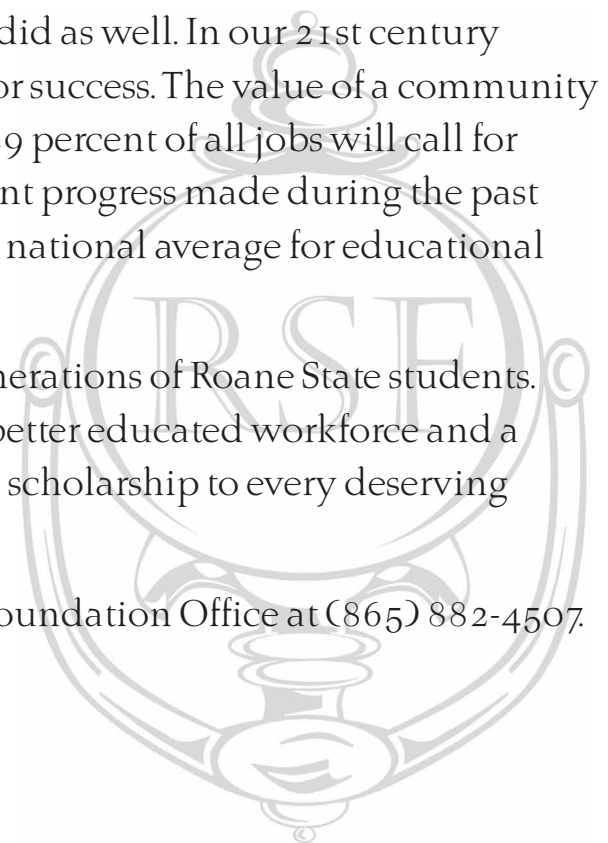 did as well. In our 21st century
or success. The value of a community
9 percent of all jobs will call for
nt progress made during the past
national average for educational
RSF
nerations of Roane State students.
better educated workforce and a
scholarship to every deserving
oundation Office at (865) 882-4507.